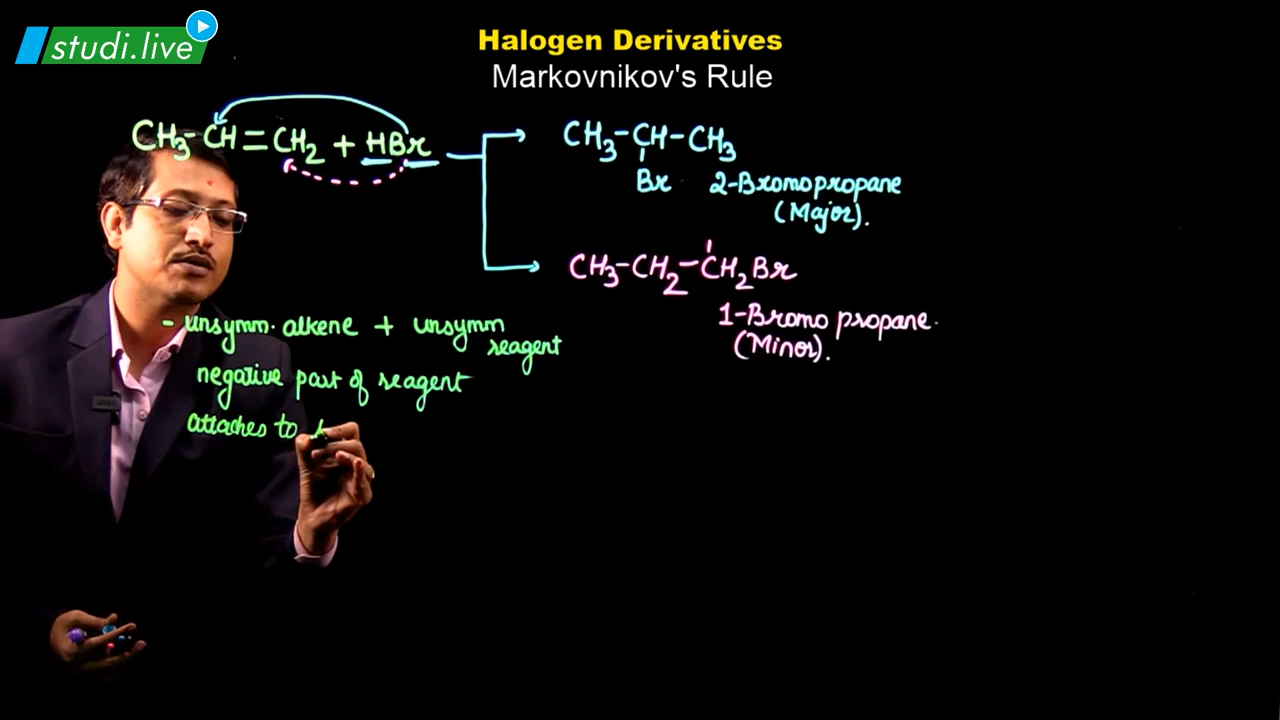 studi.live
Halogen Derivatives
Markovnikov's Rule
CH3-CH=CH2 + HBr
CH3-CH-CH3
Br
2-Bromopropane
(Major).
CH3-CH2-CH2Br
1-Bromo propane.
(Minor).
- unsymm. alkene + unsymm
reagent
negative part of reagent
attaches to